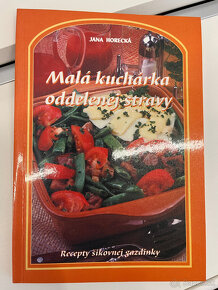 JANA HORECKÁ
Malá kuchárka
oddelenej stravy
Recepty šikovnej gazdinky